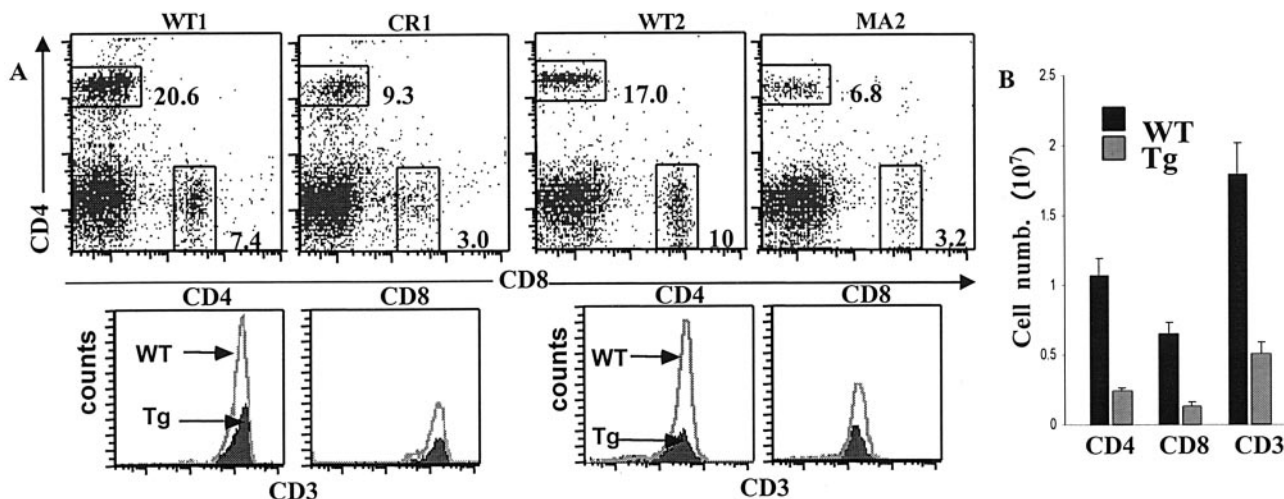 WT1
CR1
WT2
MA2
A
CD4
20.6
7.4
9.3
3.0
17.0
10
6.8
3.2
CD8
CD4
CD8
CD4
CD8
counts
WT
Tg
counts
WT
Tg
CD3
CD3
B
Cell numb. (10⁷)
2.5
2
1.5
1
0.5
0
WT
Tg
CD4
CD8
CD3